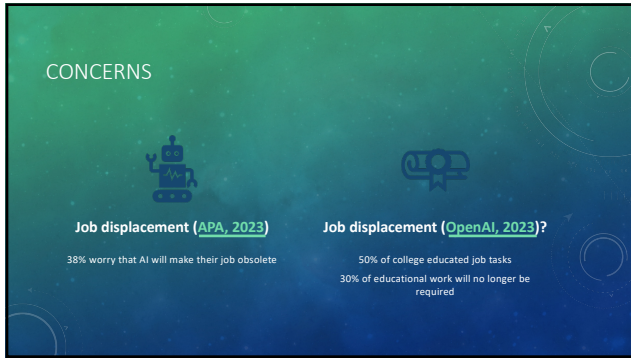 CONCERNS
Job displacement (APA, 2023)
38% worry that AI will make their job obsolete
Job displacement (OpenAI, 2023)?
50% of college educated job tasks
30% of educational work will no longer be
required